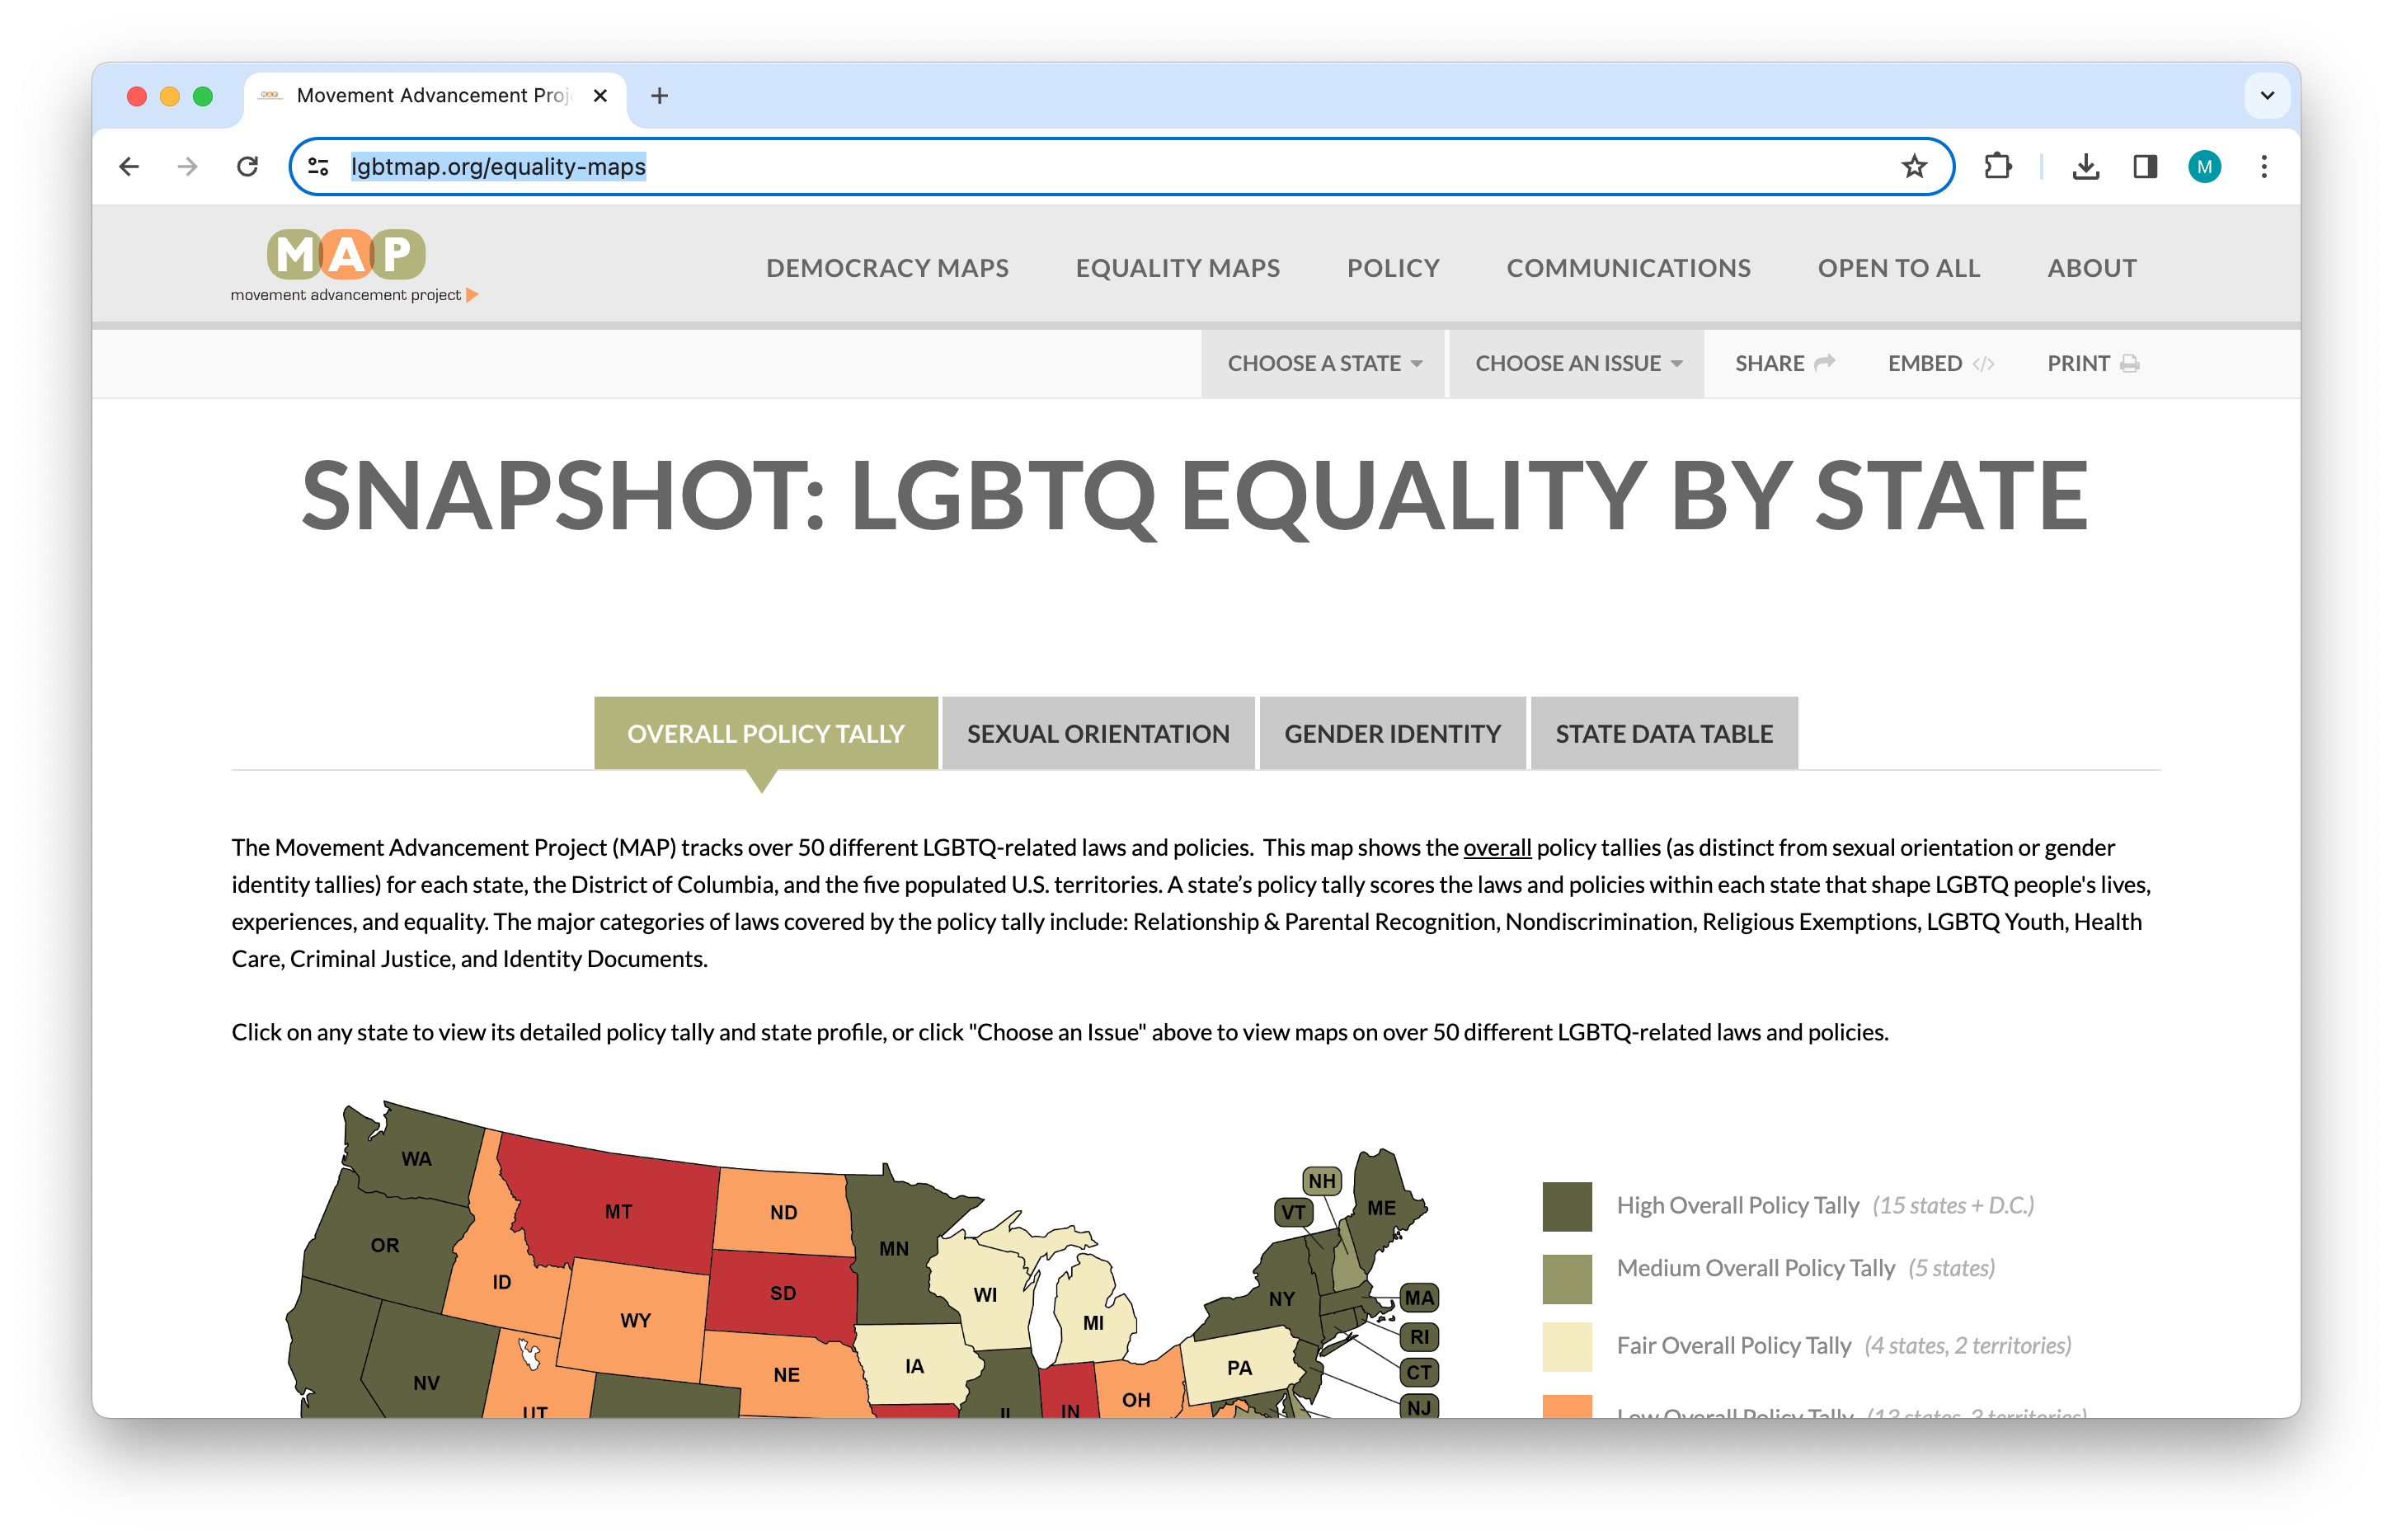 Movement Advancement Proj
lgbtmap.org/equality-maps
M
MAP
movement advancement project
DEMOCRACY MAPS
EQUALITY MAPS
POLICY
COMMUNICATIONS
OPEN TO ALL
ABOUT
CHOOSE A STATE
CHOOSE AN ISSUE
SHARE
EMBED </>
PRINT
SNAPSHOT: LGBTQ EQUALITY BY STATE
OVERALL POLICY TALLY
SEXUAL ORIENTATION
GENDER IDENTITY
STATE DATA TABLE
The Movement Advancement Project (MAP) tracks over 50 different LGBTQ-related laws and policies. This map shows the overall policy tallies (as distinct from sexual orientation or gender
identity tallies) for each state, the District of Columbia, and the five populated U.S. territories. A state’s policy tally scores the laws and policies within each state that shape LGBTQ people's lives,
experiences, and equality. The major categories of laws covered by the policy tally include: Relationship & Parental Recognition, Nondiscrimination, Religious Exemptions, LGBTQ Youth, Health
Care, Criminal Justice, and Identity Documents.
Click on any state to view its detailed policy tally and state profile, or click "Choose an Issue" above to view maps on over 50 different LGBTQ-related laws and policies.
WA
OR
ID
MT
WY
NV
UT
ND
SD
NE
MN
IA
WI
IL
MI
IN
OH
PA
NY
VT
NH
ME
MA
RI
CT
NJ
High Overall Policy Tally (15 states + D.C.)
Medium Overall Policy Tally (5 states)
Fair Overall Policy Tally (4 states, 2 territories)
Low Overall Policy Tally (13 states, 3 territories)